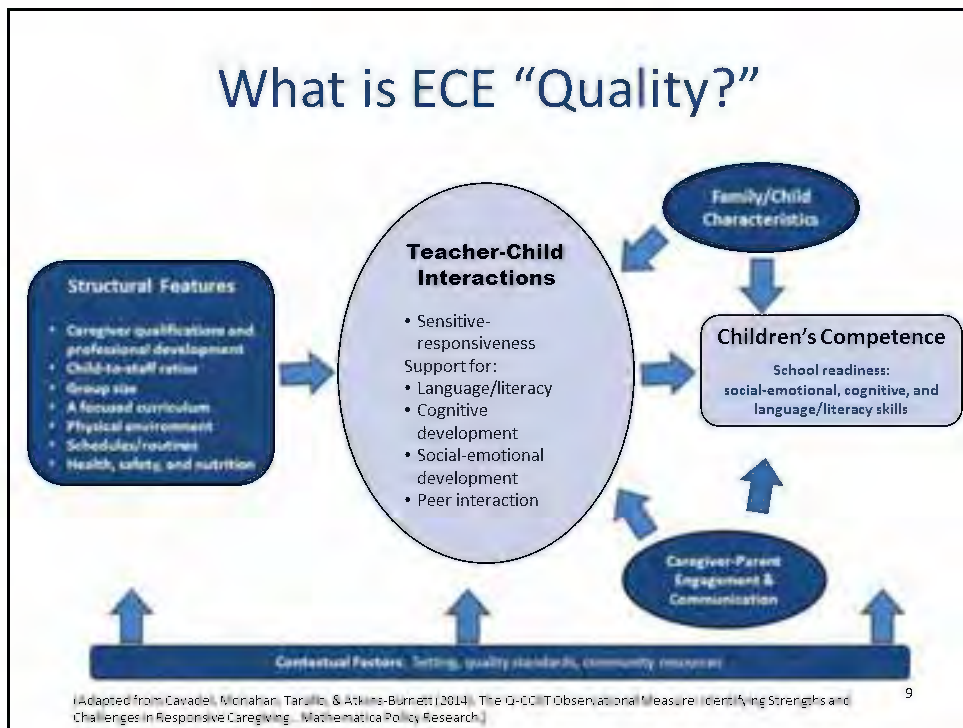 What is ECE “Quality?”
Family/Child
Characteristics
Structural Features
• Caregiver qualifications and
professional development
• Child-to-staff ratios
• Group size
• A focused curriculum
• Physical environment
• Schedules/routines
• Health, safety, and nutrition
Teacher-Child
Interactions
• Sensitive-
responsiveness
Support for:
• Language/literacy
• Cognitive
development
• Social-emotional
development
• Peer interaction
Children’s Competence
School readiness:
social-emotional, cognitive, and
language/literacy skills
Caregiver-Parent
Engagement &
Communication
Contextual Factors: Setting, quality standards, community resources
(Adapted from Cavadel, Monahan, Tarullo, & Atkins-Burnett (2014). The Q-CCIIT Observational Measure: Identifying Strengths and
Challenges in Responsive Caregiving. Mathematica Policy Research.)
9